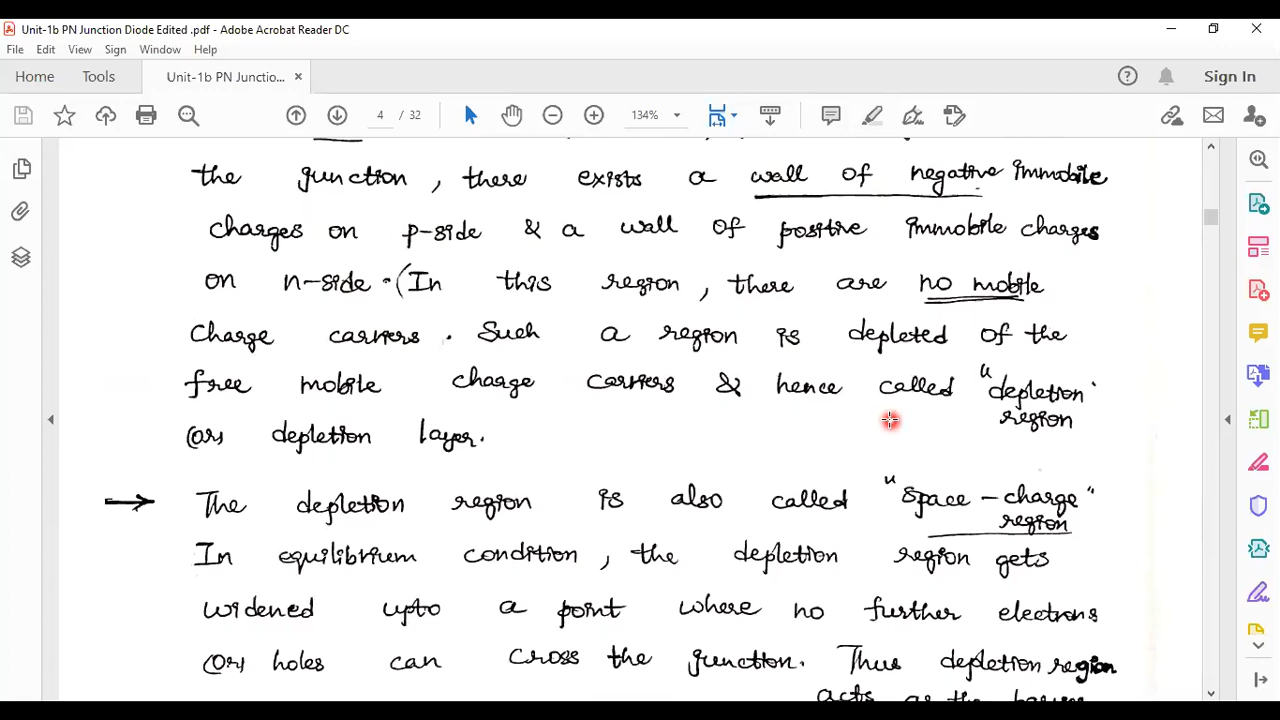 Unit-1b PN Junction Diode Edited .pdf - Adobe Acrobat Reader DC
File Edit View Sign Window Help
Home Tools Unit-1b PN Junctio... × Sign In
4 / 32 134%
the junction, there exists a wall of negative immobile
charges on p-side & a wall of positive immobile charges
on n-side. (In this region, there are no mobile
charge carriers. Such a region is depleted of the
free mobile charge carriers & hence called "depletion
region
(or) depletion layer.
→ The depletion region is also called "space-charge"
region
In equilibrium condition, the depletion region gets
widened upto a point where no further electrons
(or) holes can cross the junction. Thus depletion region
acts as the